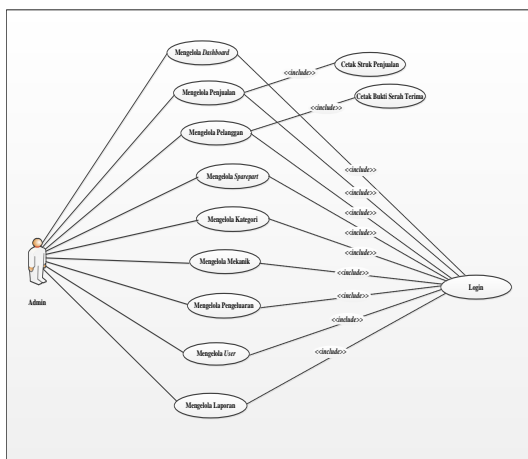 Mengelola Dashboard
Cetak Struk Penjualan
<<include>>
Mengelola Penjualan
Cetak Bukti Serah Terima
<<include>>
Mengelola Pelanggan
<<include>>
Mengelola Sparepart
<<include>>
<<include>>
Mengelola Kategori
<<include>>
<<include>>
Mengelola Mekanik
<<include>>
Login
Admin
Mengelola Pengeluaran
<<include>>
<<include>>
Mengelola User
<<include>>
Mengelola Laporan